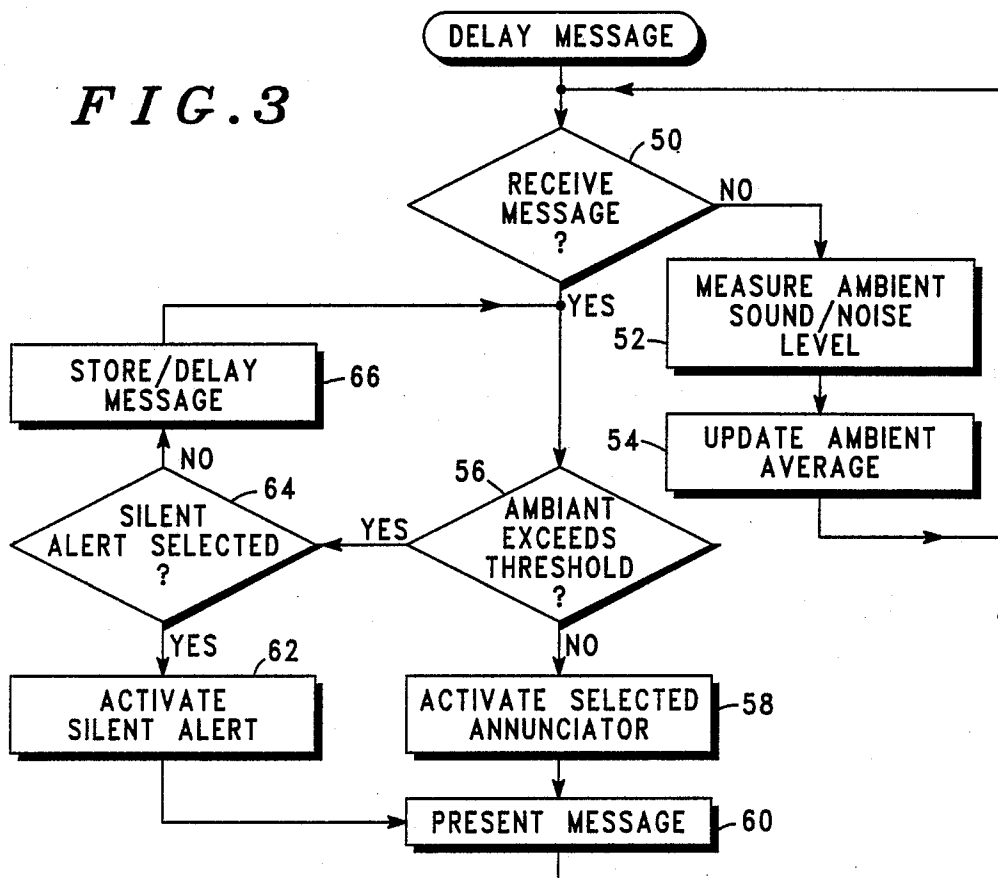 DELAY MESSAGE
FIG.3
50
RECEIVE
MESSAGE
?
NO
YES
MEASURE AMBIENT
SOUND/NOISE
LEVEL
52
STORE/DELAY
MESSAGE
66
54
UPDATE AMBIENT
AVERAGE
NO
64
SILENT
ALERT SELECTED
?
YES
56
AMBIANT
EXCEEDS
THRESHOLD
?
YES
NO
62
ACTIVATE
SILENT ALERT
ACTIVATE SELECTED
ANNUNCIATOR
58
PRESENT MESSAGE
60